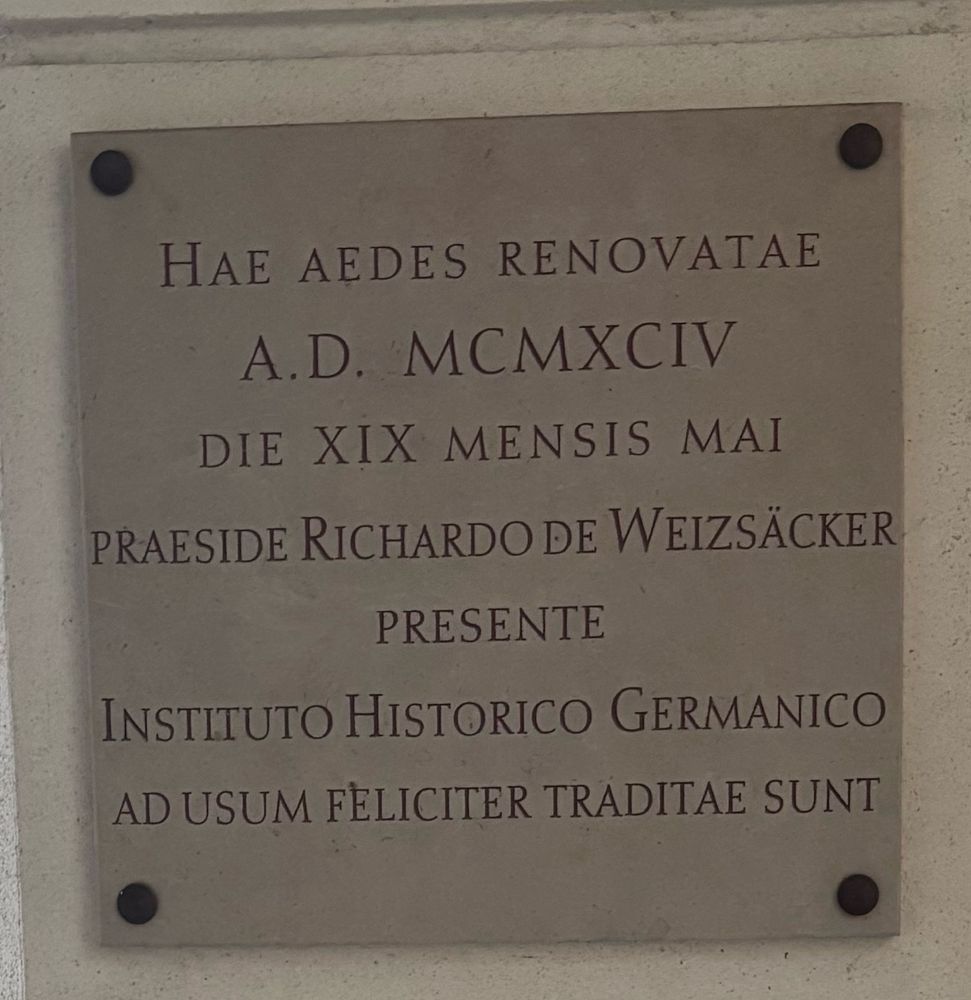 HAE AEDES RENOVATAE
A.D. MCMXCIV
DIE XIX MENSIS MAI
PRAESIDE RICHARDO DE WEIZSÄCKER
PRESENTE
INSTITUTO HISTORICO GERMANICO
AD USUM FELICITER TRADITAE SUNT